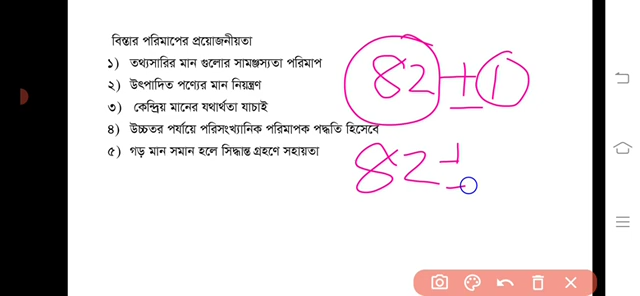 বিস্তার পরিমাপের প্রয়োজনীয়তা
১) তথ্যসারির মান গুলোর সামঞ্জস্যতা পরিমাপ
২) উৎপাদিত পণ্যের মান নিয়ন্ত্রণ
৩) কেন্দ্রিয় মানের যথার্থতা যাচাই
৪) উচ্চতর পর্যায়ে পরিসংখ্যানিক পরিমাপক পদ্ধতি হিসেবে
৫) গড় মান সমান হলে সিদ্ধান্ত গ্রহণে সহায়তা
82 ± 1
82 ±